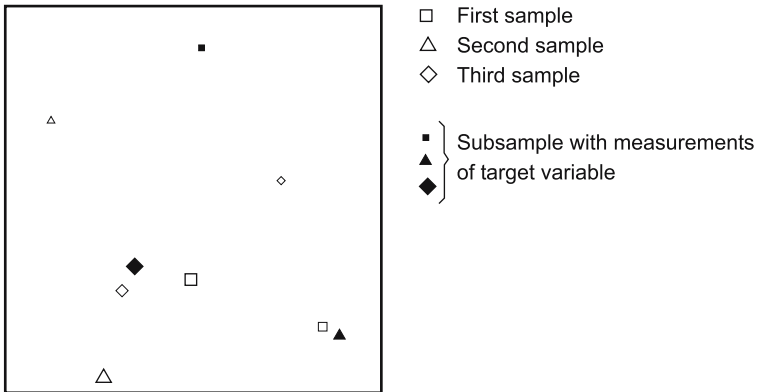 First sample
Second sample
Third sample
Subsample with measurements
of target variable